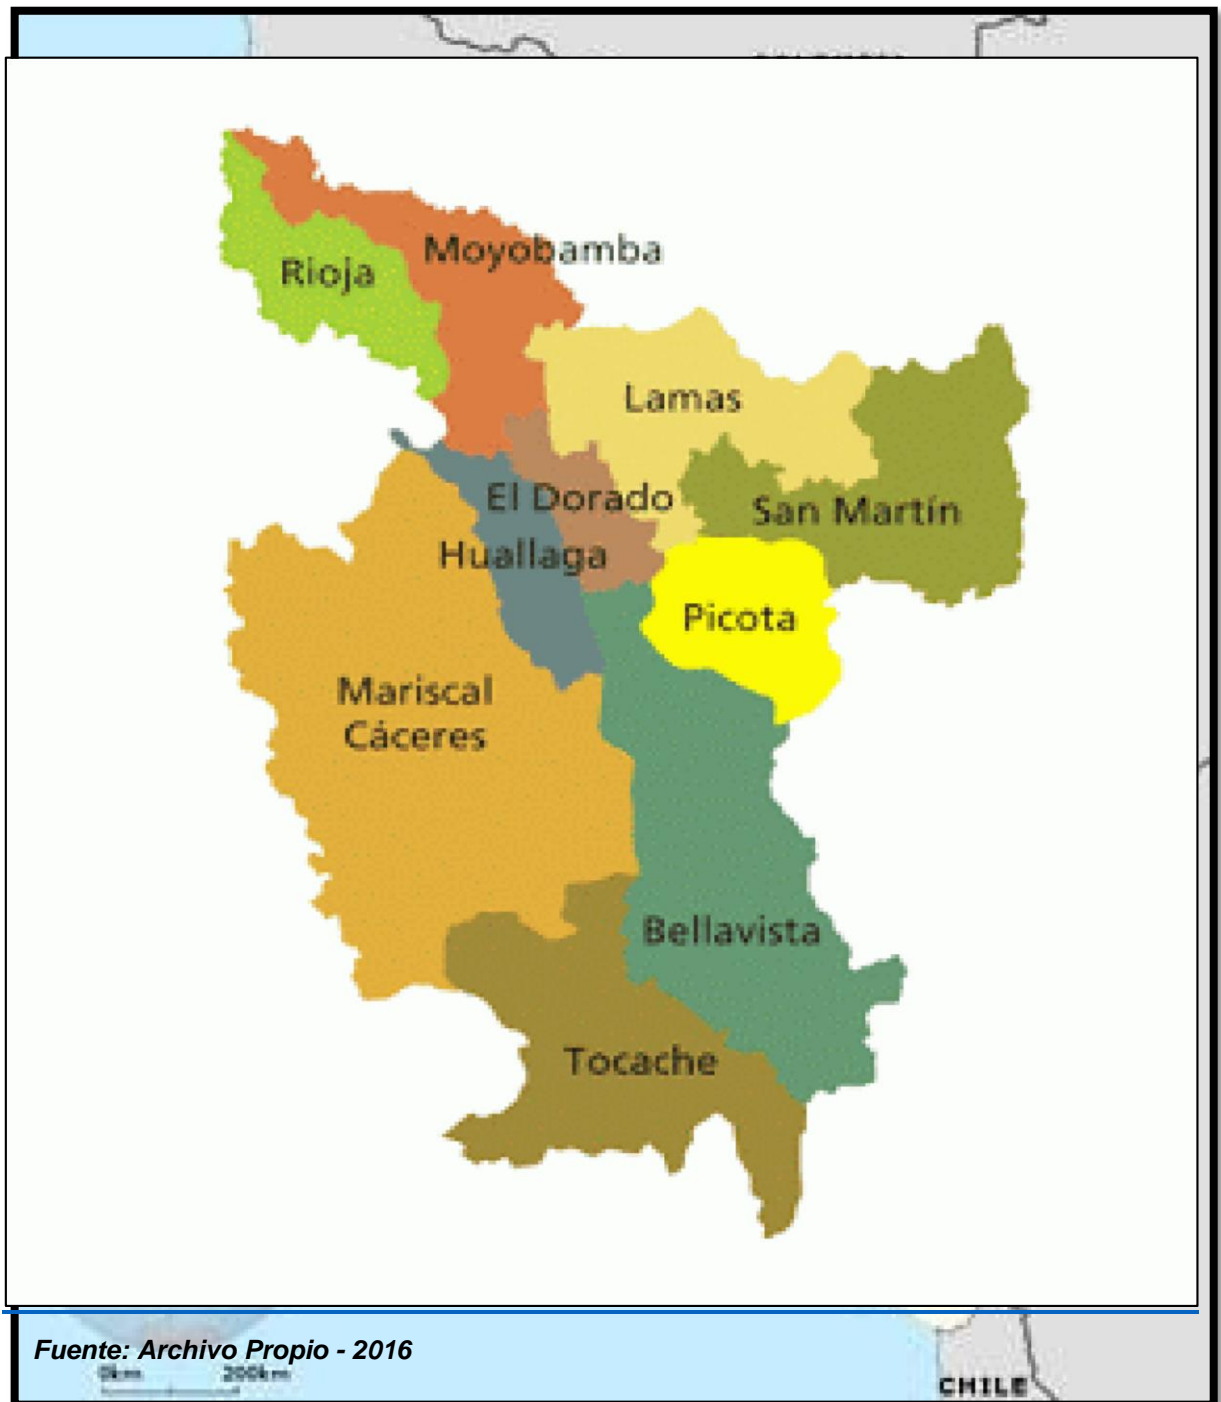 Moyobamba
Rioja
Lamas
El Dorado
San Martín
Huallaga
Picota
Mariscal
Cáceres
Bellavista
Tocache
Fuente: Archivo Propio - 2016
0km 200km
CHILE